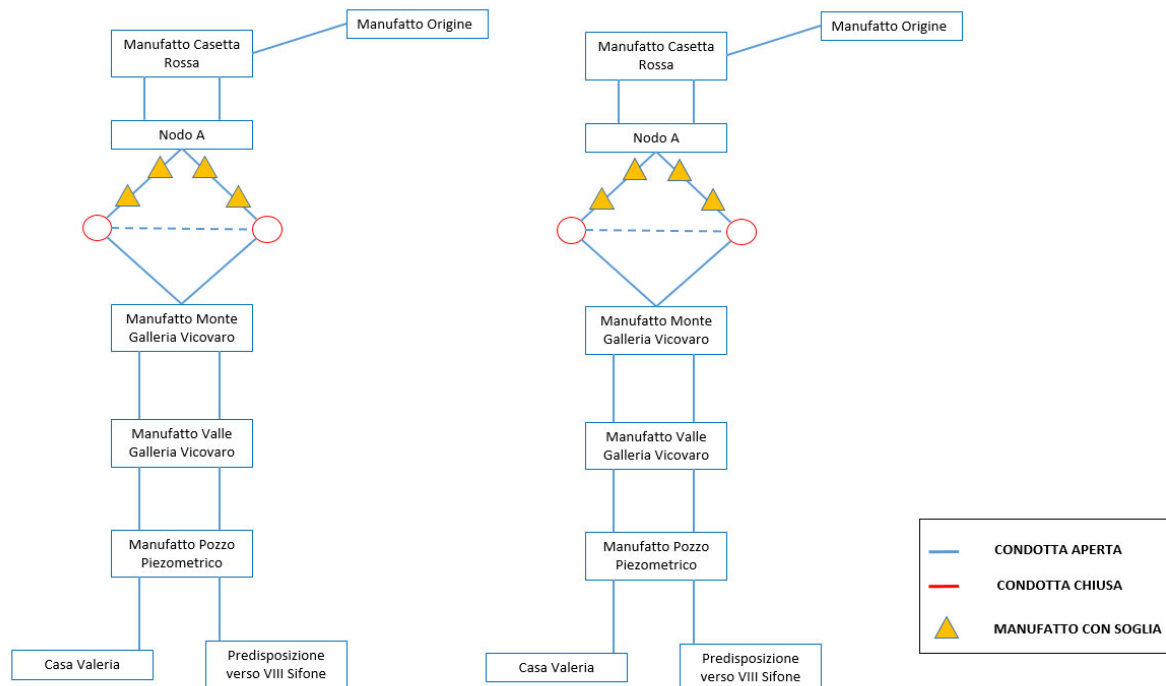 Manufatto Origine
Manufatto Casetta
Rossa
Nodo A
Manufatto Monte
Galleria Vicovaro
Manufatto Valle
Galleria Vicovaro
Manufatto Pozzo
Piezometrico
Casa Valeria
Predisposizione
verso VIII Sifone
Manufatto Origine
Manufatto Casetta
Rossa
Nodo A
Manufatto Monte
Galleria Vicovaro
Manufatto Valle
Galleria Vicovaro
Manufatto Pozzo
Piezometrico
Casa Valeria
Predisposizione
verso VIII Sifone
CONDOTTA APERTA
CONDOTTA CHIUSA
MANUFATTO CON SOGLIA